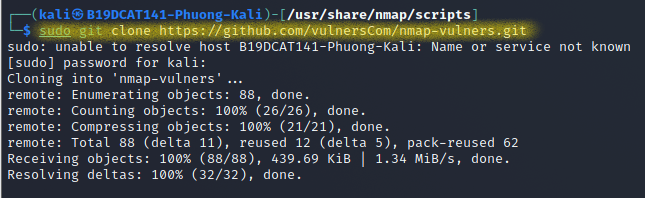 ┌──(kali㉿B19DCAT141-Phuong-Kali)-[/usr/share/nmap/scripts]
└─$ sudo git clone https://github.com/vulnersCom/nmap-vulners.git
sudo: unable to resolve host B19DCAT141-Phuong-Kali: Name or service not known
[sudo] password for kali:
Cloning into 'nmap-vulners'...
remote: Enumerating objects: 88, done.
remote: Counting objects: 100% (26/26), done.
remote: Compressing objects: 100% (21/21), done.
remote: Total 88 (delta 11), reused 12 (delta 5), pack-reused 62
Receiving objects: 100% (88/88), 439.69 KiB | 1.34 MiB/s, done.
Resolving deltas: 100% (32/32), done.